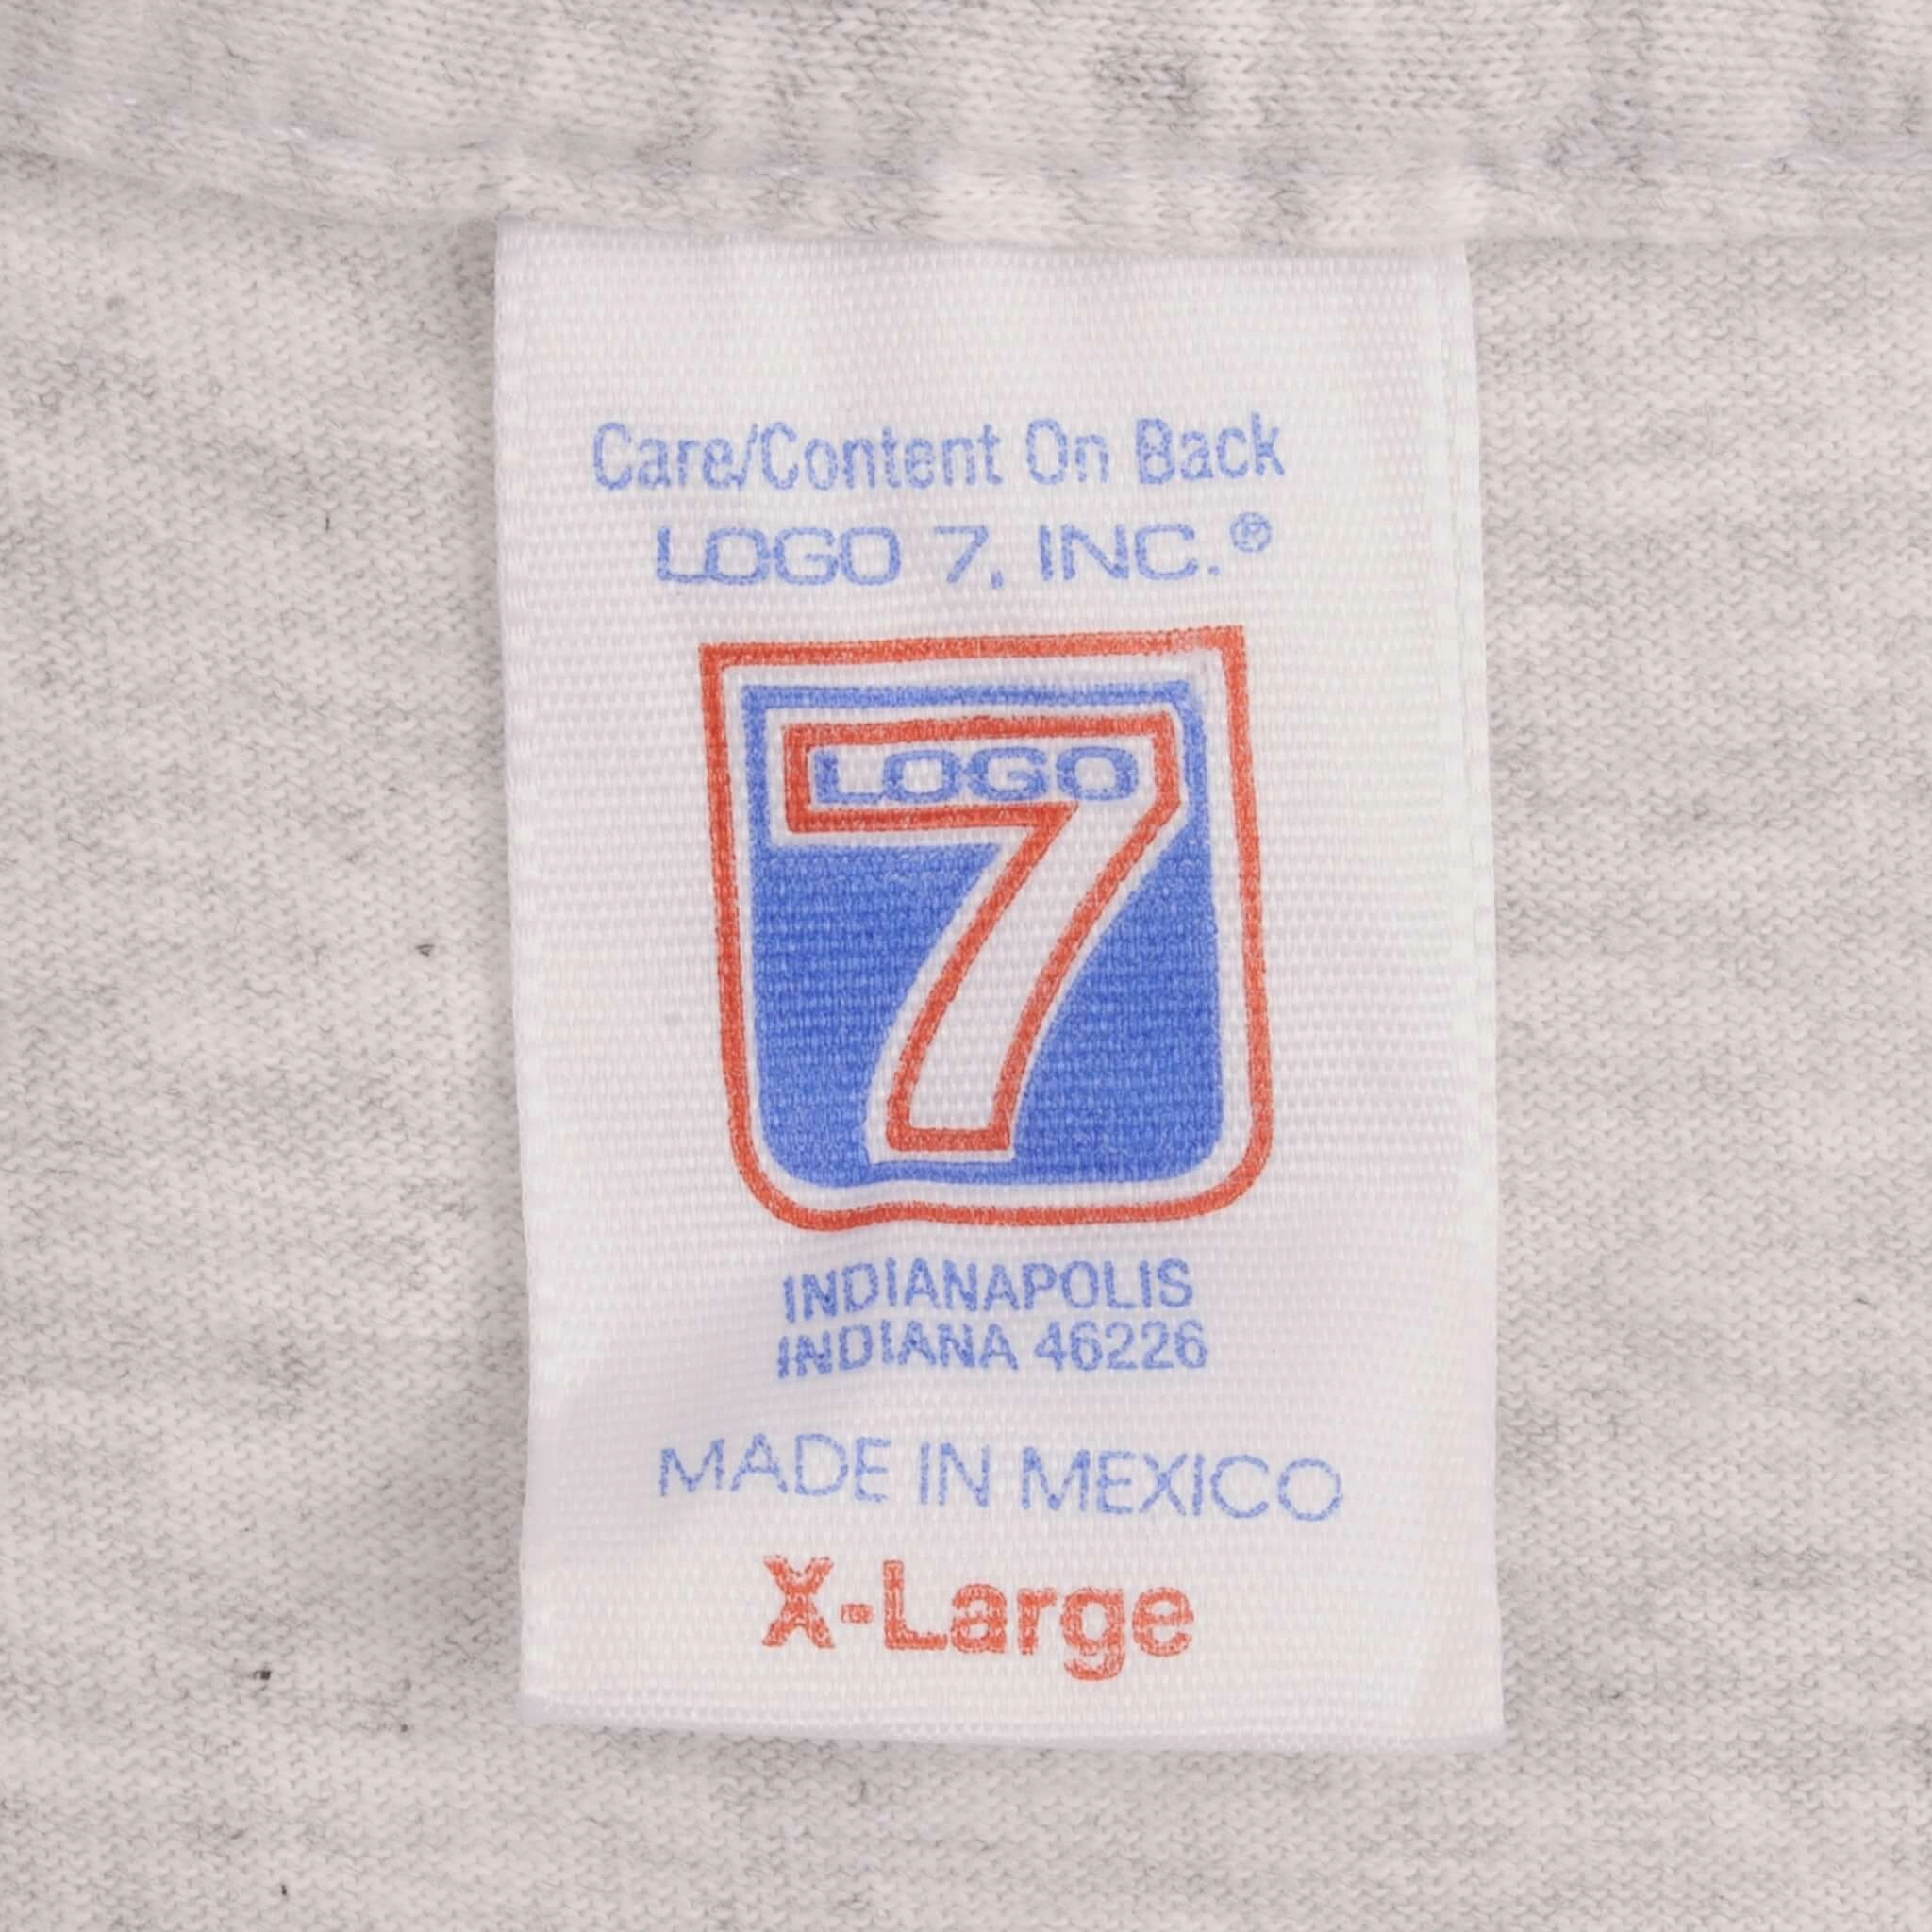 Care/Content On Back
LOGO 7, INC.®
LOGO
7
INDIANAPOLIS
INDIANA 46226
MADE IN MEXICO
X-Large